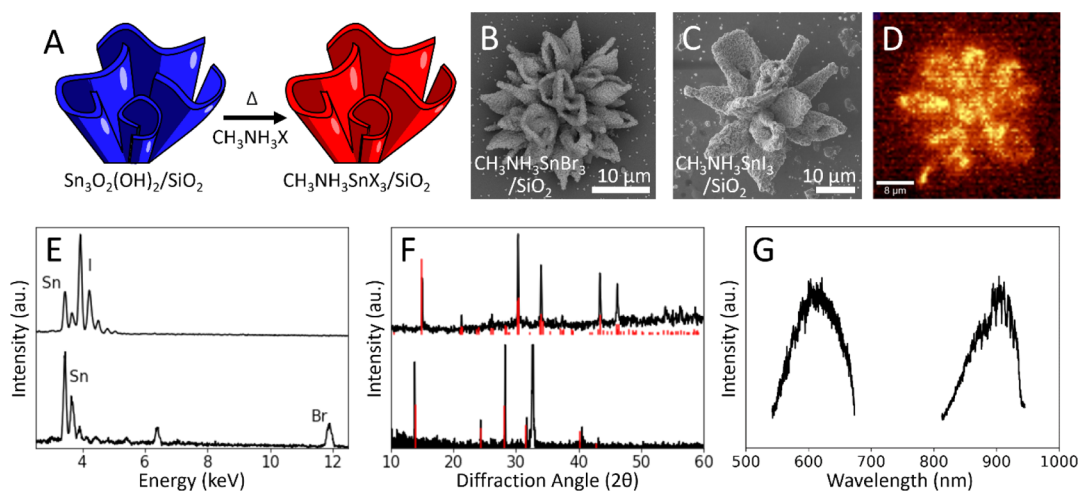 A
Δ
CH₃NH₃X
Sn₃O₂(OH)₂/SiO₂
CH₃NH₃SnX₃/SiO₂
B
CH₃NH₃SnBr₃
/SiO₂
10 μm
C
CH₃NH₃SnI₃
/SiO₂
10 μm
D
8 μm
E
Intensity (au.)
Sn
I
Sn
Br
4 6 8 10 12
Energy (keV)
F
Intensity (au.)
10 20 30 40 50 60
Diffraction Angle (2θ)
G
Intensity (au.)
500 600 700 800 900 1000
Wavelength (nm)